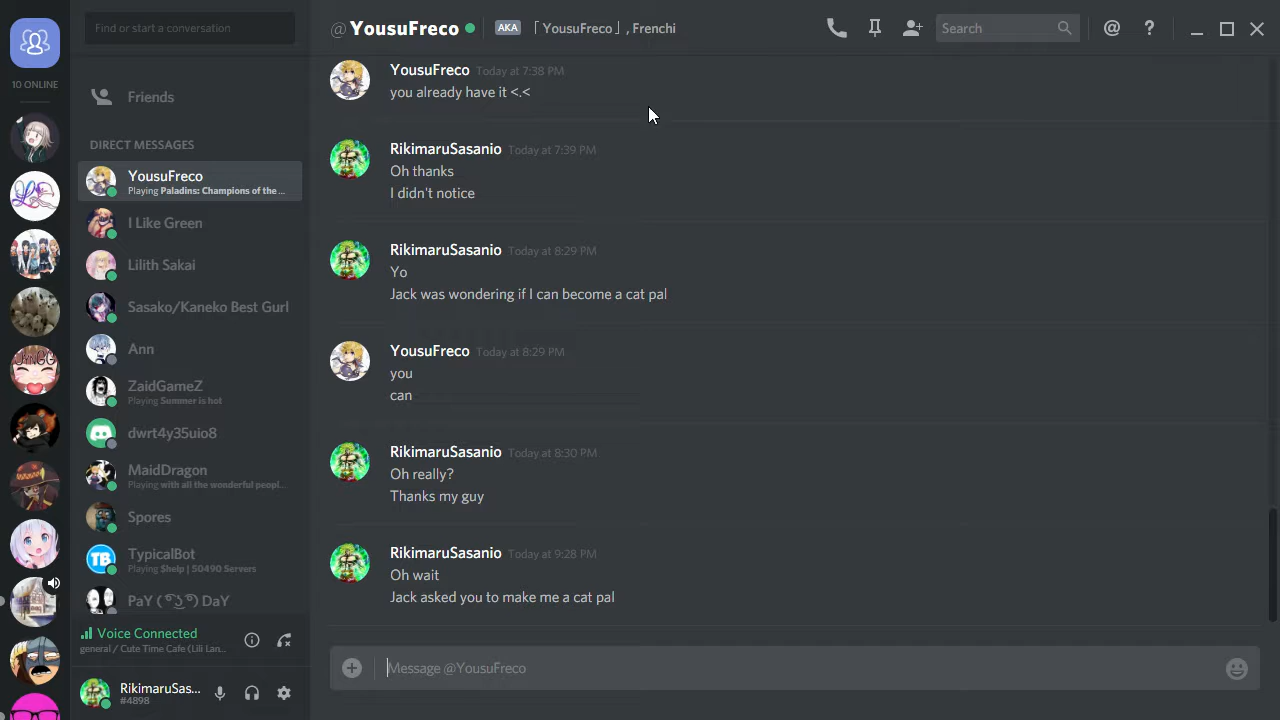 Find or start a conversation
@ YousuFreco AKA 「 YousuFreco 」 , Frenchi
Search
10 ONLINE
Friends
DIRECT MESSAGES
YousuFreco
Playing Paladins: Champions of the ...
I Like Green
Lilith Sakai
Sasako/Kaneko Best Gurl
Ann
ZaidGameZ
Playing Summer is hot
dwrt4y35uio8
MaidDragon
Playing with all the wonderful peopl...
Spores
TB
TypicalBot
Playing $help | 50490 Servers
PaY ( ͡° ͜ʖ ͡°) DaY
Voice Connected
general / Cute Time Cafe (Lili Lan...
RikimaruSas...
#4898
YousuFreco Today at 7:38 PM
you already have it <.<
RikimaruSasanio Today at 7:39 PM
Oh thanks
I didn't notice
RikimaruSasanio Today at 8:29 PM
Yo
Jack was wondering if I can become a cat pal
YousuFreco Today at 8:29 PM
you
can
RikimaruSasanio Today at 8:30 PM
Oh really?
Thanks my guy
RikimaruSasanio Today at 9:28 PM
Oh wait
Jack asked you to make me a cat pal
Message @YousuFreco